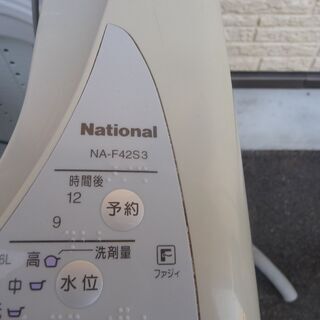 National
NA-F42S3
時間後
12
予約
9
洗剤量
高
水位
中
ファジィ